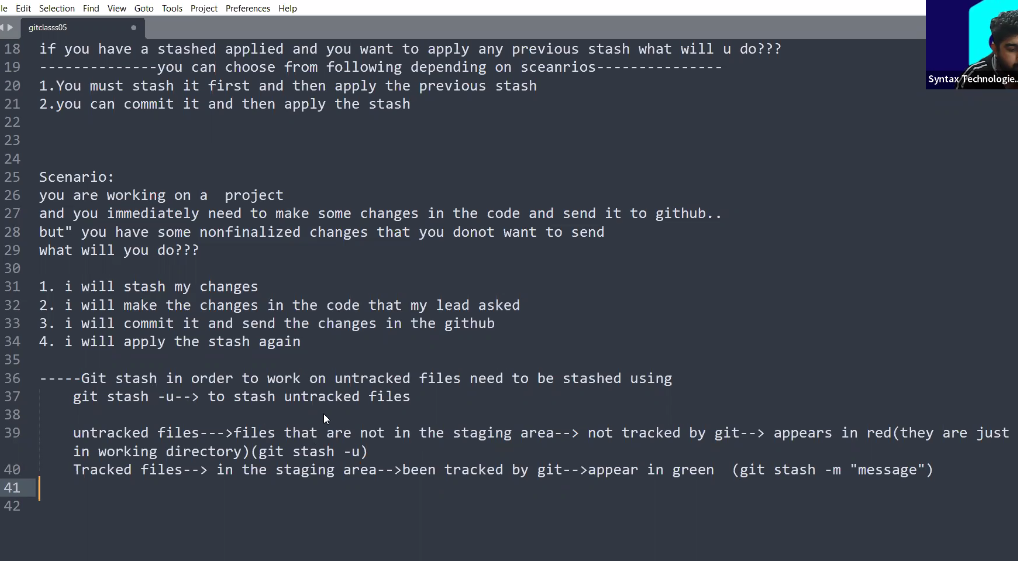 le Edit Selection Find View Goto Tools Project Preferences Help
gitclasss05
Syntax Technologie...
18 if you have a stashed applied and you want to apply any previous stash what will u do???
19 --------------you can choose from following depending on sceanrios---------------
20 1.You must stash it first and then apply the previous stash
21 2.you can commit it and then apply the stash
22
23
24
25 Scenario:
26 you are working on a  project
27 and you immediately need to make some changes in the code and send it to github..
28 but" you have some nonfinalized changes that you donot want to send
29 what will you do???
30
31 1. i will stash my changes
32 2. i will make the changes in the code that my lead asked
33 3. i will commit it and send the changes in the github
34 4. i will apply the stash again
35
36 -----Git stash in order to work on untracked files need to be stashed using
37 git stash -u--> to stash untracked files
38
39 untracked files--->files that are not in the staging area--> not tracked by git--> appears in red(they are just
in working directory)(git stash -u)
40 Tracked files--> in the staging area-->been tracked by git-->appear in green  (git stash -m "message")
41
42